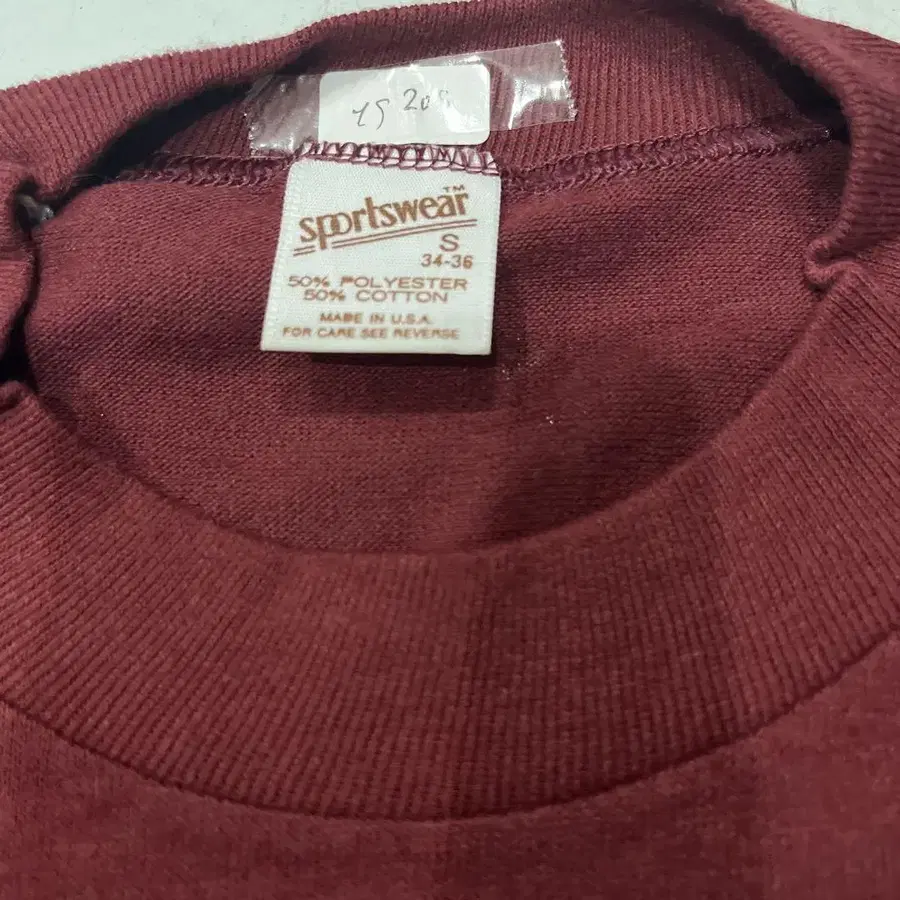 sportswear™
S
34-36
50% POLYESTER
50% COTTON
MADE IN U.S.A.
FOR CARE SEE REVERSE